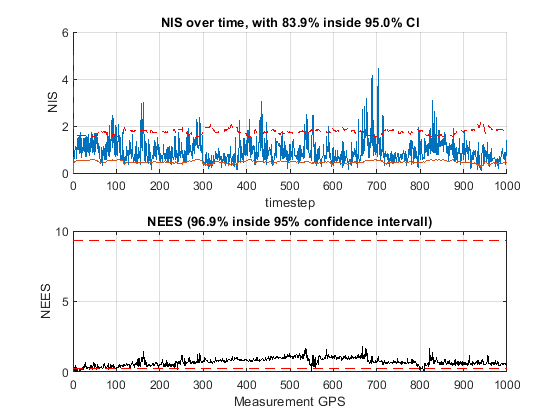 NIS over time, with 83.9% inside 95.0% CI
6
4
2
0
NIS
0 100 200 300 400 500 600 700 800 900 1000
timestep
NEES (96.9% inside 95% confidence intervall)
10
5
0
NEES
0 100 200 300 400 500 600 700 800 900 1000
Measurement GPS